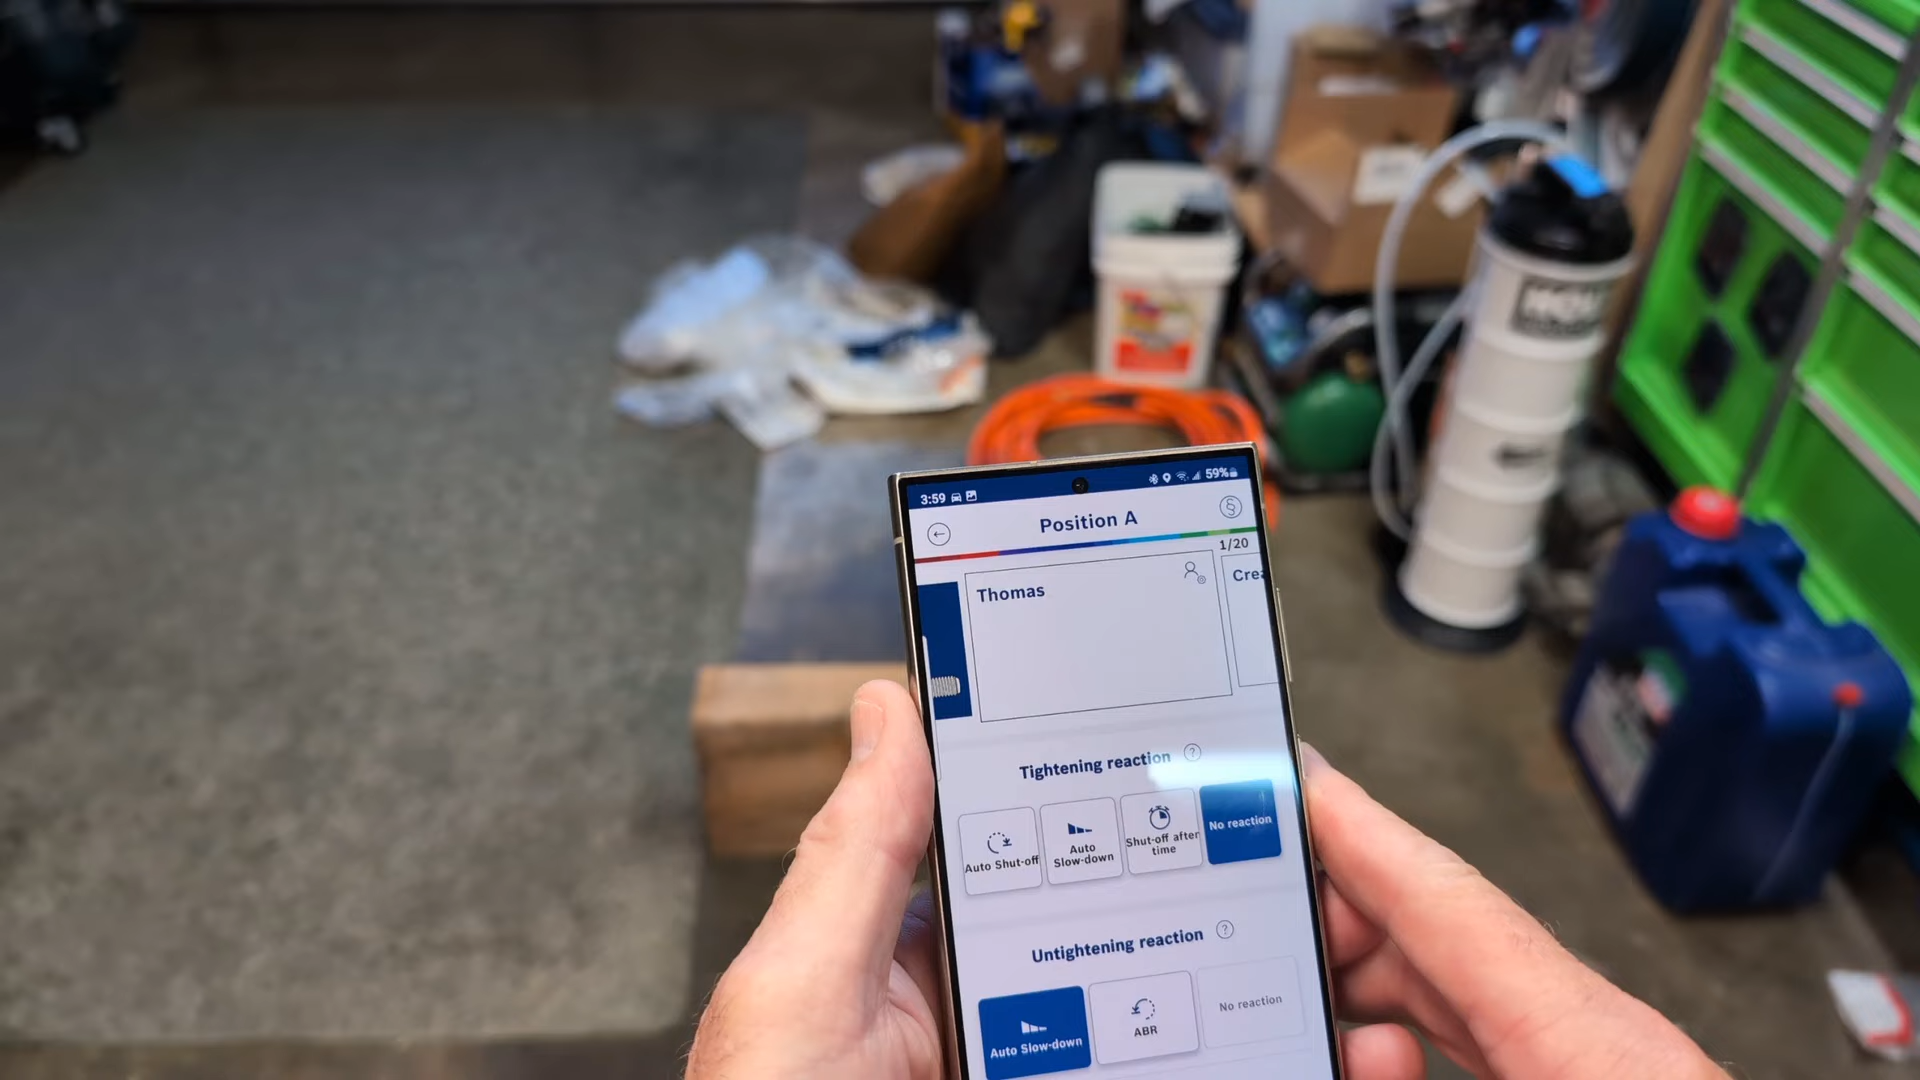 3:59
59%
Position A
1/20
Thomas
Crea
Tightening reaction ?
Auto Shut-off
Auto
Slow-down
Shut-off after
time
No reaction
Untightening reaction ?
Auto Slow-down
ABR
No reaction